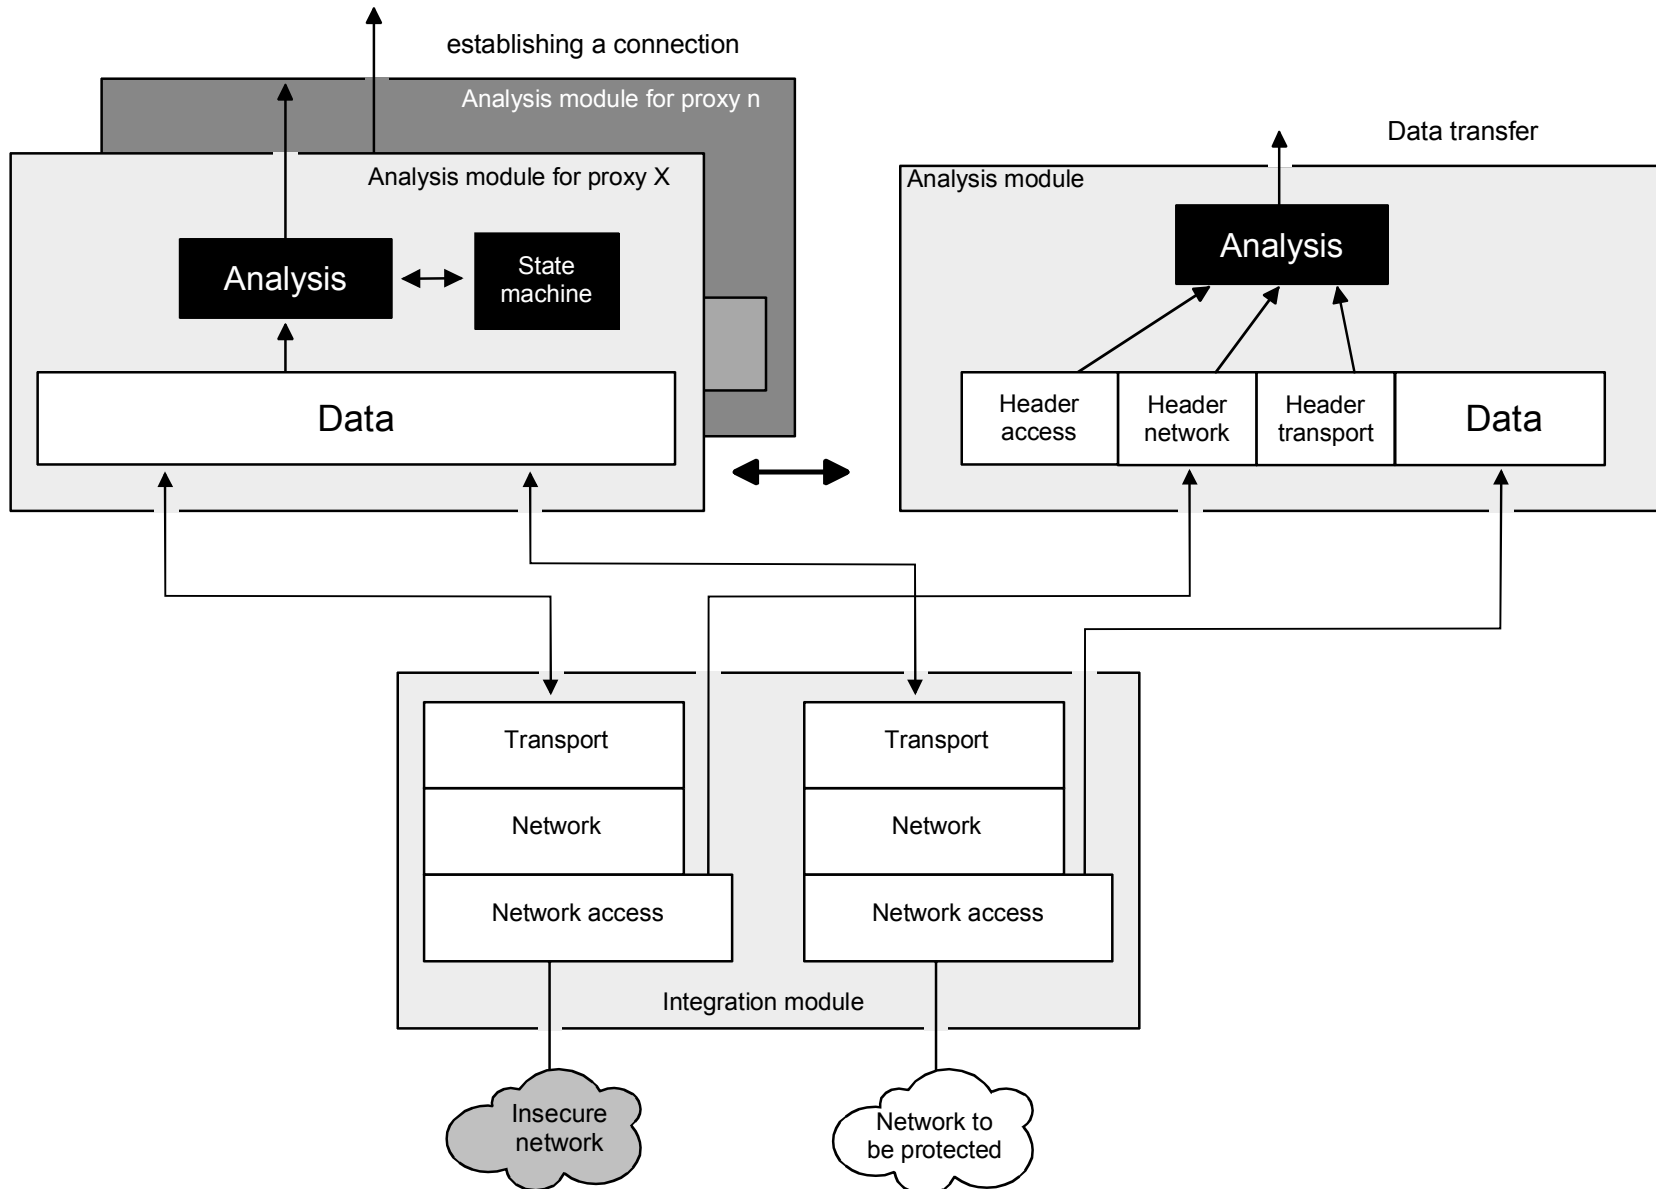 establishing a connection
Analysis module for proxy n
Analysis module for proxy X
Analysis
State
machine
Data
Data transfer
Analysis module
Analysis
Header
access
Header
network
Header
transport
Data
Transport
Network
Network access
Transport
Network
Network access
Integration module
Insecure
network
Network to
be protected